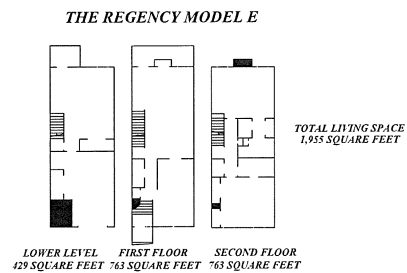 THE REGENCY MODEL E
TOTAL LIVING SPACE
1,955 SQUARE FEET
LOWER LEVEL
429 SQUARE FEET
FIRST FLOOR
763 SQUARE FEET
SECOND FLOOR
763 SQUARE FEET